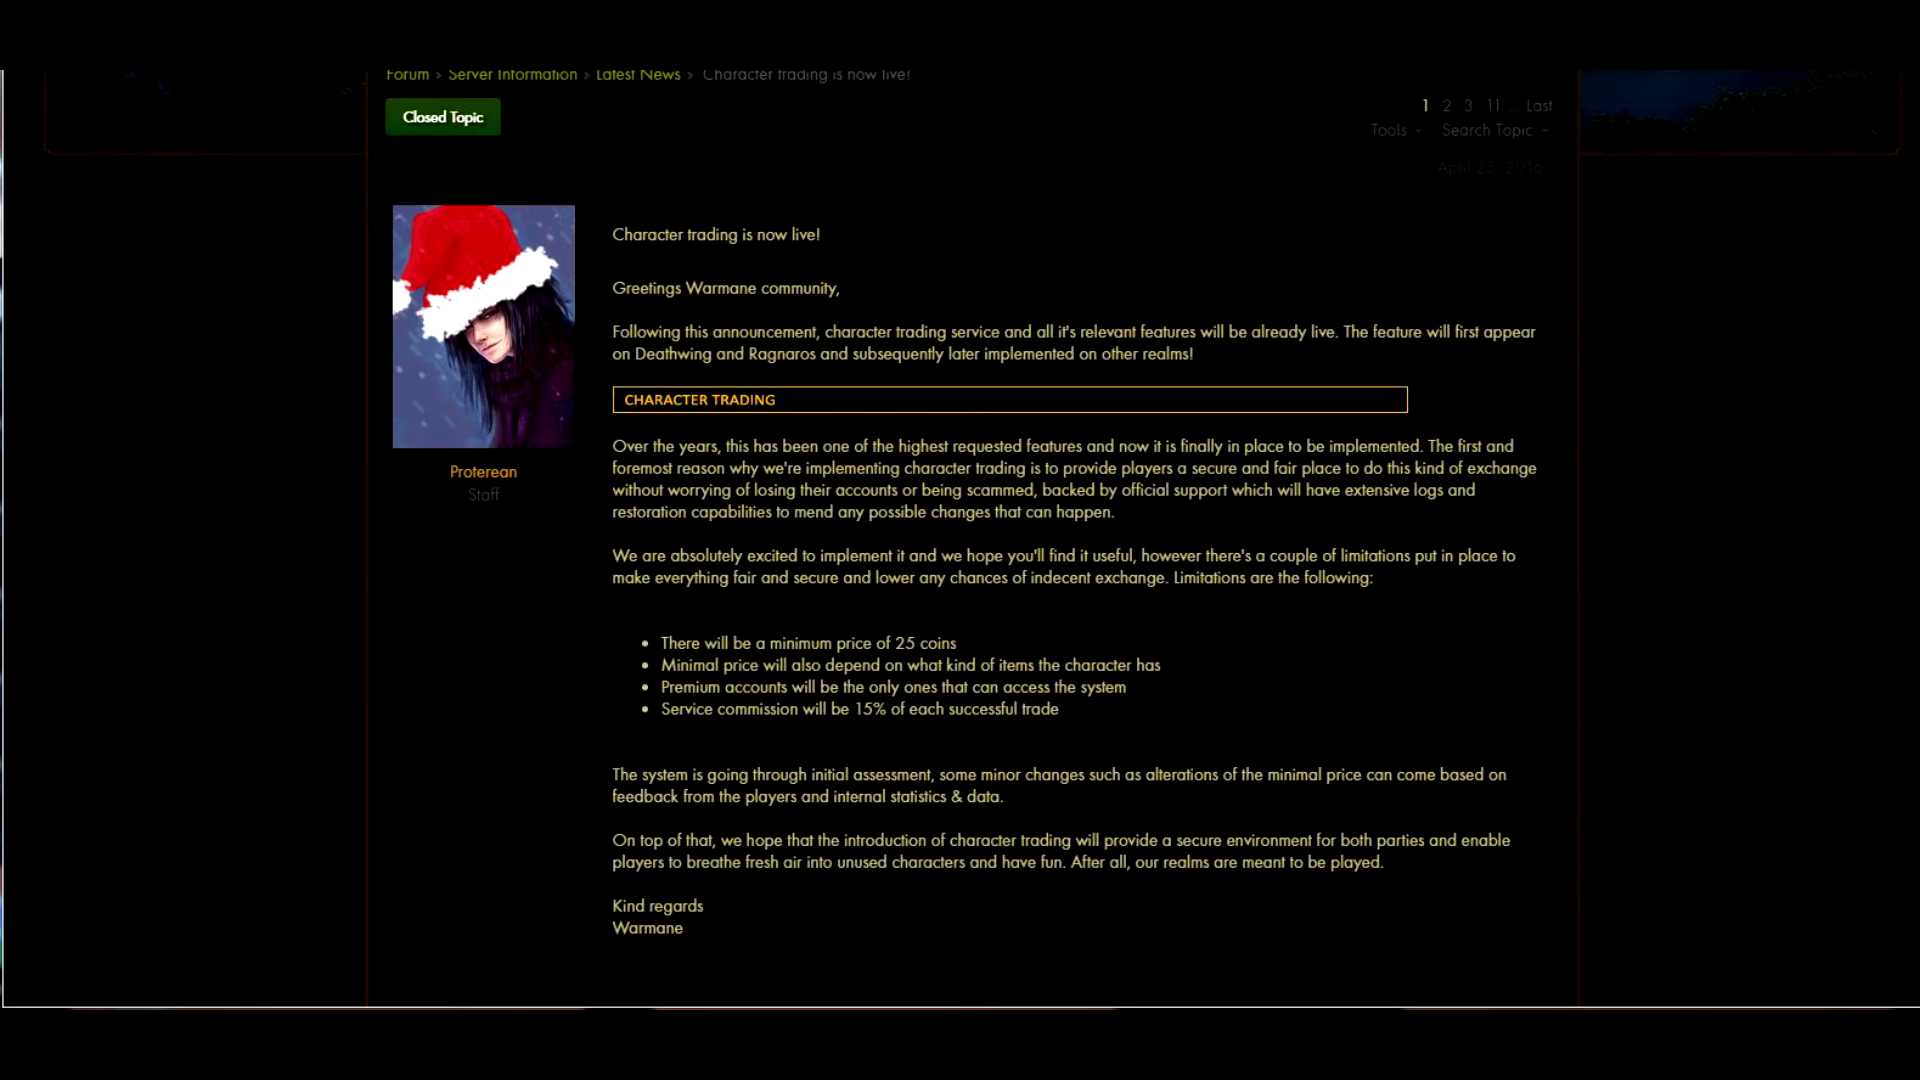 Forum > Server Information > Latest News > Character trading is now live!
Closed Topic
1 2 3 11 ... Last
Tools Search Topic
April 25, 2016
Character trading is now live!
Greetings Warmane community,
Following this announcement, character trading service and all it's relevant features will be already live. The feature will first appear
on Deathwing and Ragnaros and subsequently later implemented on other realms!
CHARACTER TRADING
Over the years, this has been one of the highest requested features and now it is finally in place to be implemented. The first and
foremost reason why we're implementing character trading is to provide players a secure and fair place to do this kind of exchange
without worrying of losing their accounts or being scammed, backed by official support which will have extensive logs and
restoration capabilities to mend any possible changes that can happen.
Proterean
Staff
We are absolutely excited to implement it and we hope you'll find it useful, however there's a couple of limitations put in place to
make everything fair and secure and lower any chances of indecent exchange. Limitations are the following:
• There will be a minimum price of 25 coins
• Minimal price will also depend on what kind of items the character has
• Premium accounts will be the only ones that can access the system
• Service commission will be 15% of each successful trade
The system is going through initial assessment, some minor changes such as alterations of the minimal price can come based on
feedback from the players and internal statistics & data.
On top of that, we hope that the introduction of character trading will provide a secure environment for both parties and enable
players to breathe fresh air into unused characters and have fun. After all, our realms are meant to be played.
Kind regards
Warmane